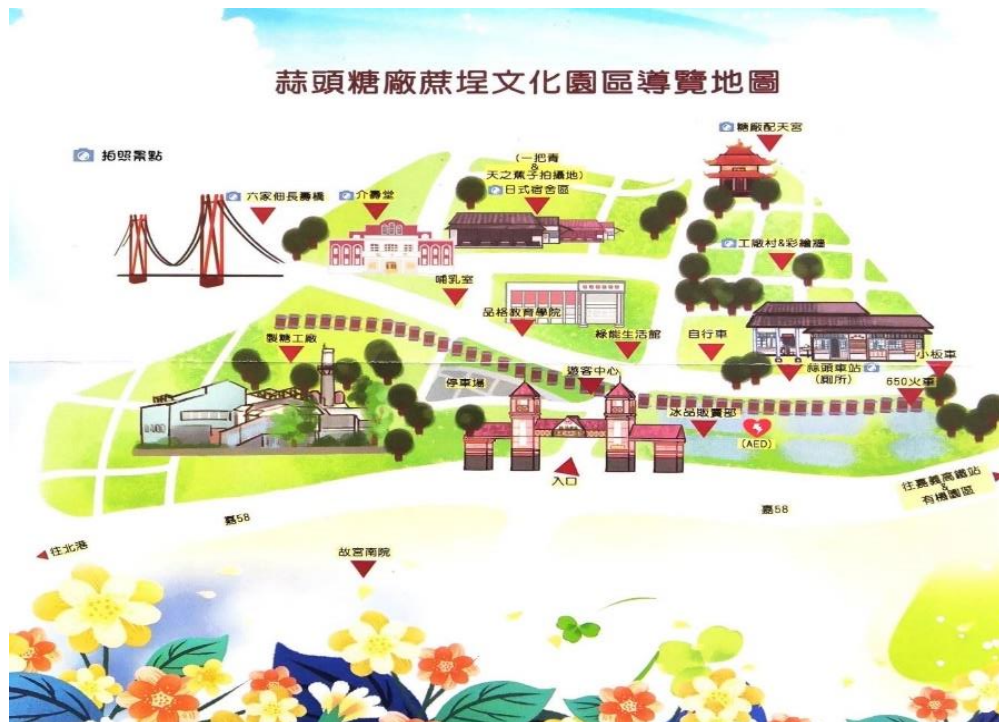 蒜頭糖廠蔗埕文化園區導覽地圖
拍照景點
糖廠配天宮
(一把青
&
天之蕉子拍攝地)
日式宿舍區
六家佃長壽橋
介壽堂
工廠村&彩繪牆
哺乳室
品格教育學院
製糖工廠
綠能生活館
自行車
小板車
蒜頭車站
(廁所)
650火車
停車場
遊客中心
冰品販賣部
(AED)
入口
往嘉義高鐵站
&
有機園區
嘉58
嘉58
往北港
故宮南院